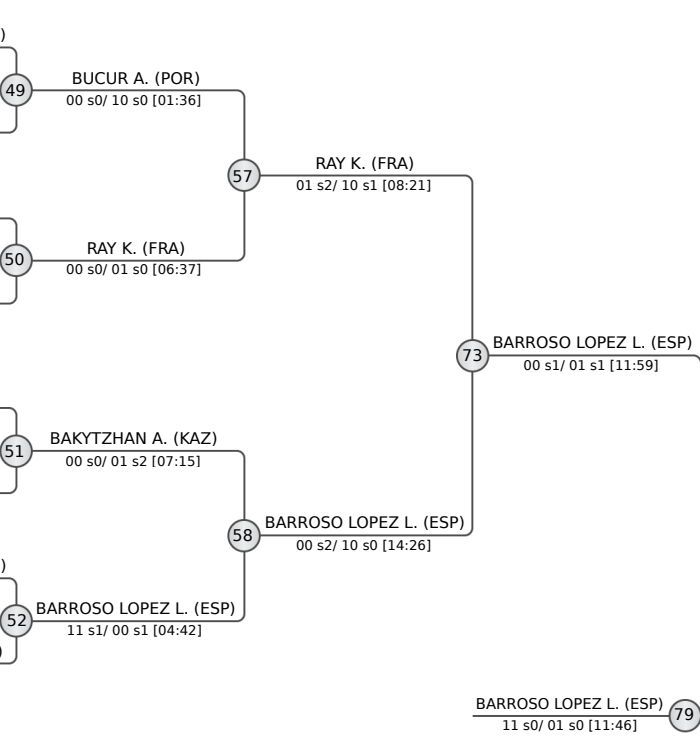 )
49
BUCUR A. (POR)
00 s0/ 10 s0 [01:36]
57
RAY K. (FRA)
01 s2/ 10 s1 [08:21]
50
RAY K. (FRA)
00 s0/ 01 s0 [06:37]
73
BARROSO LOPEZ L. (ESP)
00 s1/ 01 s1 [11:59]
51
BAKYTZHAN A. (KAZ)
00 s0/ 01 s2 [07:15]
58
BARROSO LOPEZ L. (ESP)
00 s2/ 10 s0 [14:26]
)
52
BARROSO LOPEZ L. (ESP)
11 s1/ 00 s1 [04:42]
)
BARROSO LOPEZ L. (ESP)
79
11 s0/ 01 s0 [11:46]